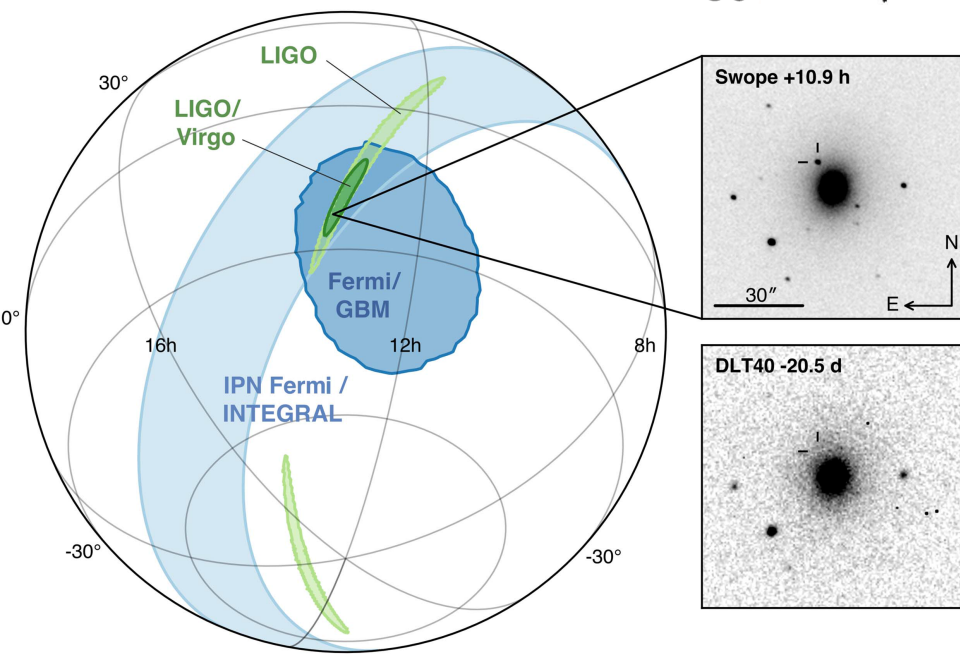 LIGO
30°
LIGO/
Virgo
Fermi/
GBM
0°
16h
12h
8h
IPN Fermi /
INTEGRAL
-30°
-30°
Swope +10.9 h
30″
N
E
DLT40 -20.5 d